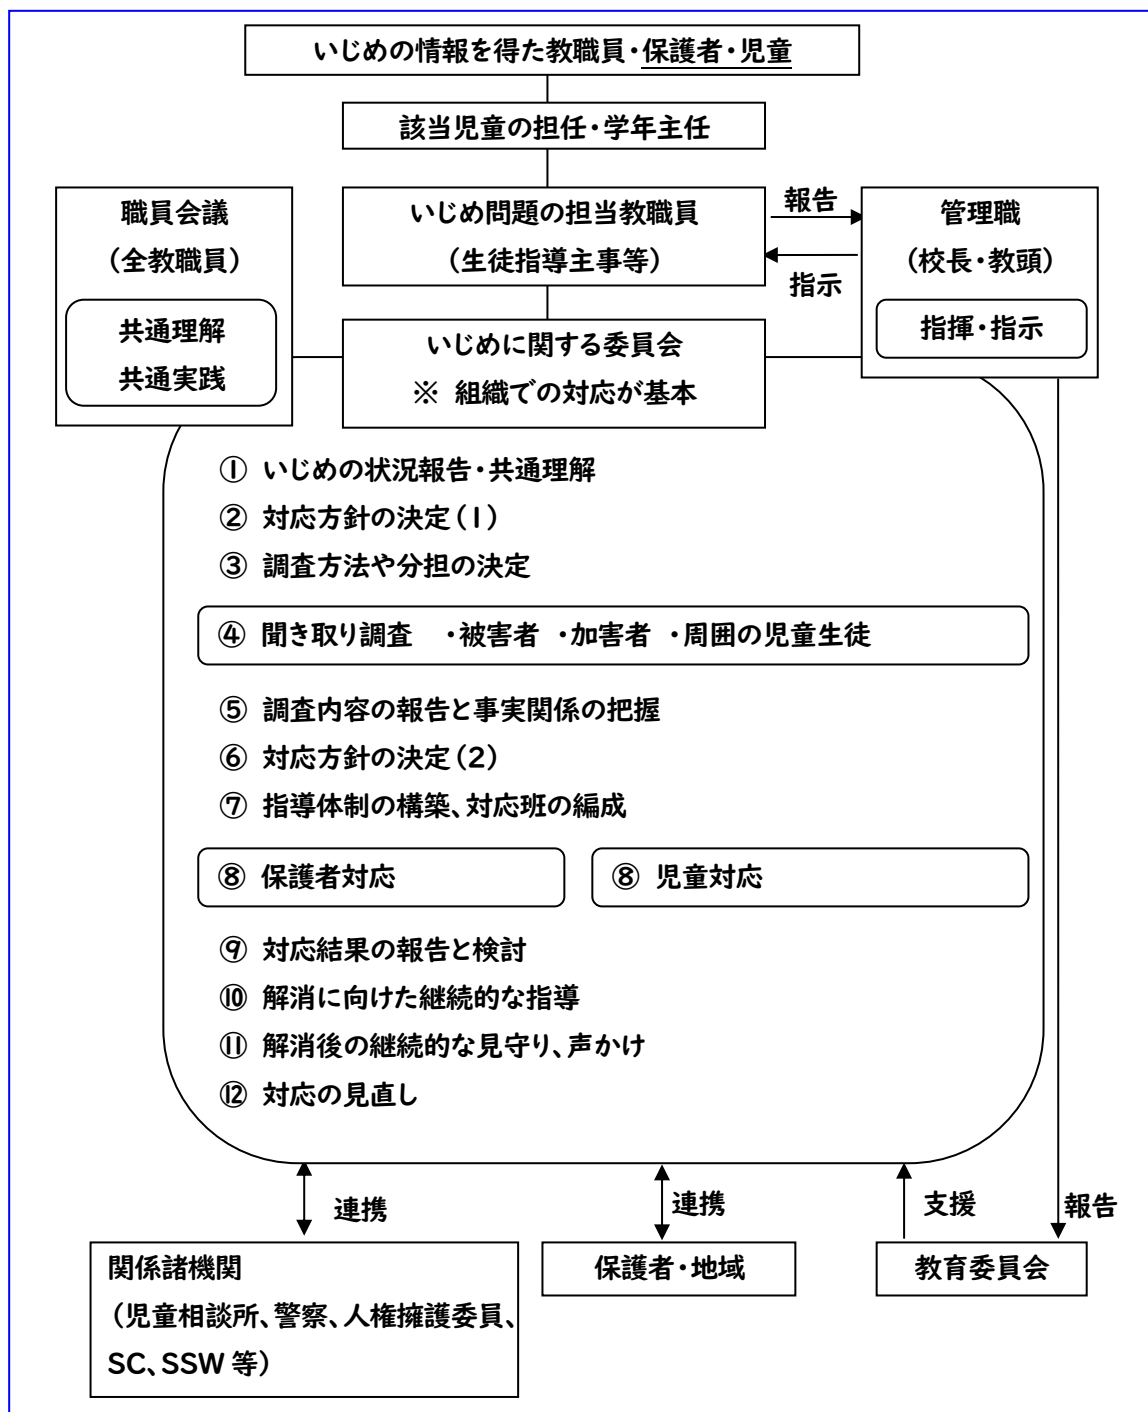 いじめの情報を得た教職員・保護者・児童
該当児童の担任・学年主任
職員会議
（全教職員）
共通理解
共通実践
いじめ問題の担当教職員
（生徒指導主事等）
報告
指示
管理職
（校長・教頭）
指揮・指示
いじめに関する委員会
※ 組織での対応が基本
① いじめの状況報告・共通理解
② 対応方針の決定（1）
③ 調査方法や分担の決定
④ 聞き取り調査 ・被害者 ・加害者 ・周囲の児童生徒
⑤ 調査内容の報告と事実関係の把握
⑥ 対応方針の決定（2）
⑦ 指導体制の構築、対応班の編成
⑧ 保護者対応
⑧ 児童対応
⑨ 対応結果の報告と検討
⑩ 解消に向けた継続的な指導
⑪ 解消後の継続的な見守り、声かけ
⑫ 対応の見直し
連携
連携
支援
報告
関係諸機関
（児童相談所、警察、人権擁護委員、
SC、SSW 等）
保護者・地域
教育委員会